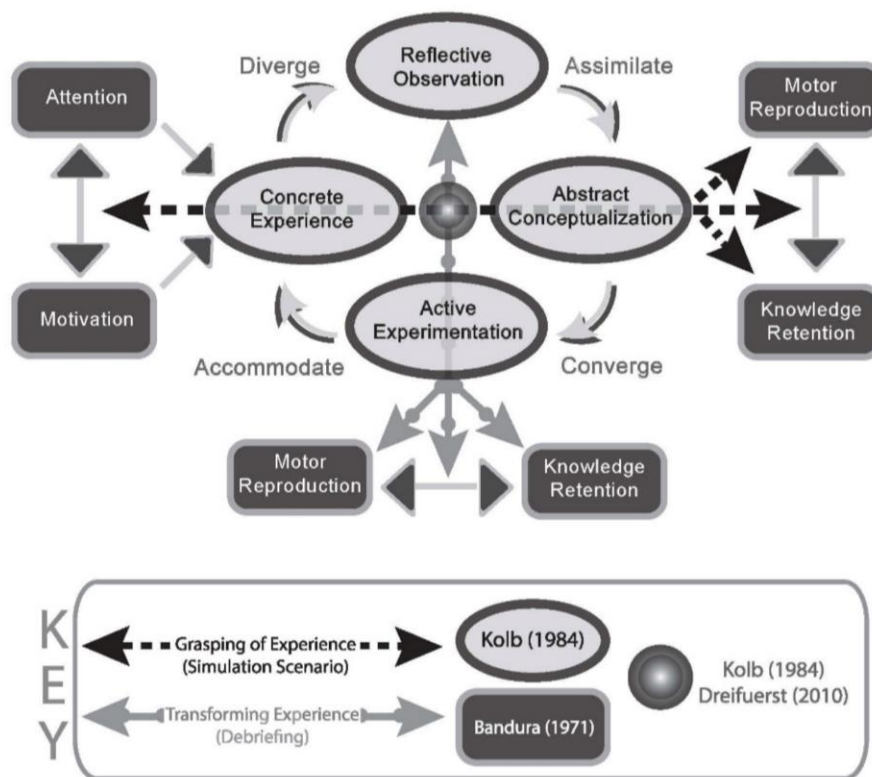 Reflective
Observation
Diverge
Assimilate
Attention
Motor
Reproduction
Concrete
Experience
Abstract
Conceptualization
Motivation
Active
Experimentation
Knowledge
Retention
Accommodate
Converge
Motor
Reproduction
Knowledge
Retention
KEY
Grasping of Experience
(Simulation Scenario)
Kolb (1984)
Kolb (1984)
Dreifuerst (2010)
Transforming Experience
(Debriefing)
Bandura (1971)